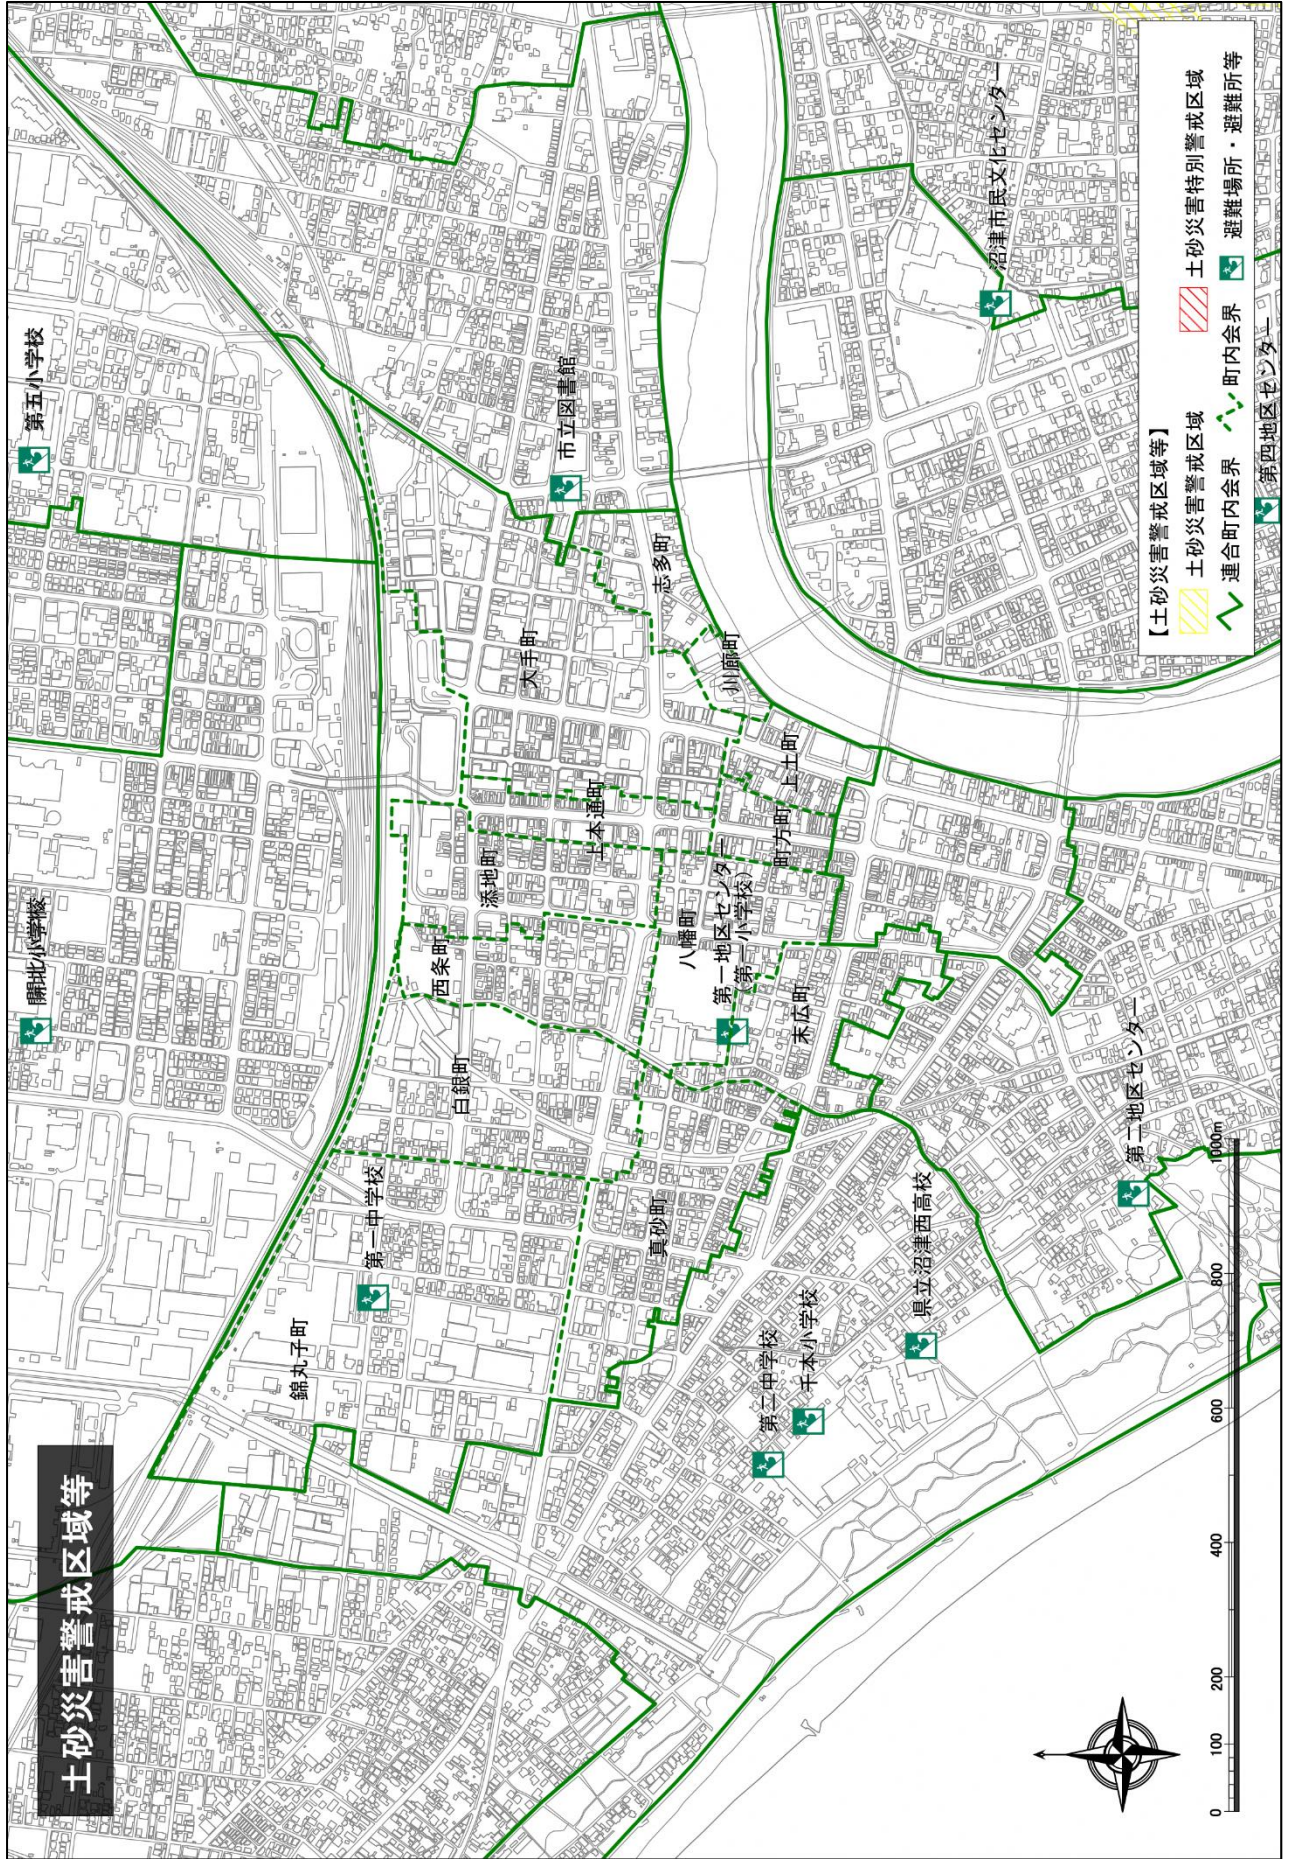 土砂災害警戒区域等
第五小学校
開北小学校
市立図書館
沼津市民文化センター
志多町
大手町
川廓町
上本通町
上土町
町方町
添地町
八幡町
第一地区センター
(第一小学校)
西条町
末広町
白銀町
第一中学校
真砂町
錦丸子町
第二地区センター
県立沼津西高校
千本小学校
第二中学校
第四地区センター
【土砂災害警戒区域等】
土砂災害警戒区域 土砂災害特別警戒区域
連合町内会界 町内会界 避難場所・避難所等
0 100 200 400 600 800 1000m